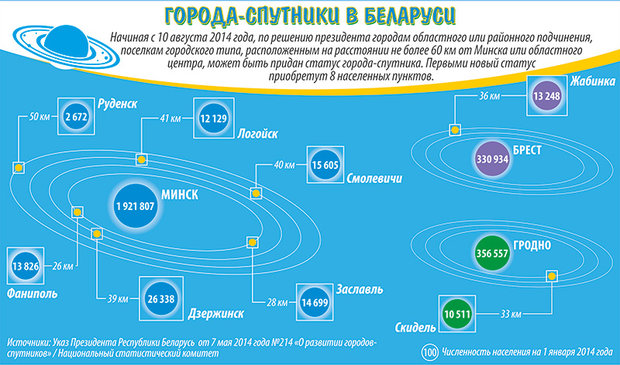 ГОРОДА-СПУТНИКИ В БЕЛАРУСИ
Начиная с 10 августа 2014 года, по решению президента городам областного или районного подчинения,
поселкам городского типа, расположенным на расстоянии не более 60 км от Минска или областного
центра, может быть придан статус города-спутника. Первыми новый статус
приобретут 8 населенных пунктов.
Руденск
50 км
2 672
41 км
12 129
Логойск
40 км
15 605
Смолевичи
1 921 807
МИНСК
13 826
26 км
Фаниполь
39 км
26 338
Дзержинск
28 км
14 699
Заславль
Жабинка
36 км
13 248
БРЕСТ
330 934
ГРОДНО
356 557
Скидель
10 511
33 км
Источники: Указ Президента Республики Беларусь от 7 мая 2014 года №214 «О развитии городов-
спутников» / Национальный статистический комитет
100 Численность населения на 1 января 2014 года